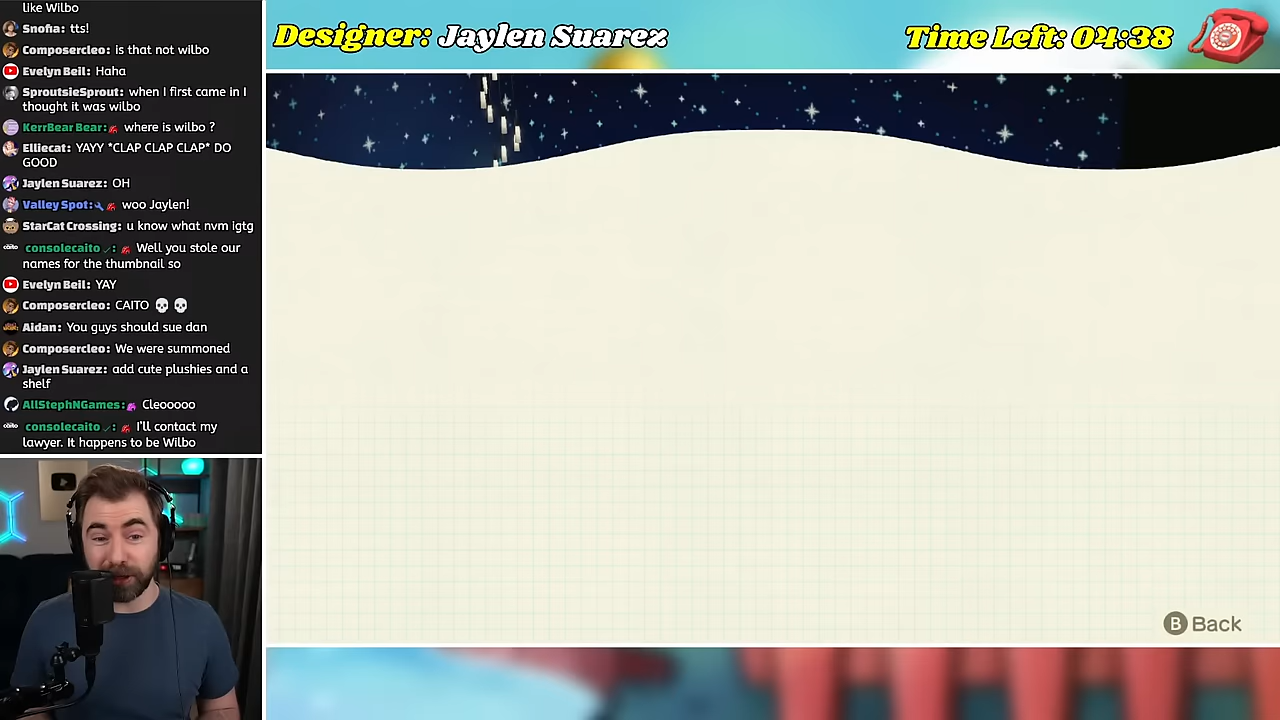 like Wilbo
Snofia: tts!
Composercleo: is that not wilbo
Evelyn Beil: Haha
SproutsieSprout: when I first came in I
thought it was wilbo
KerrBear Bear: where is wilbo ?
Elliecat: YAYY *CLAP CLAP CLAP* DO
GOOD
Jaylen Suarez: OH
Valley Spot: woo Jaylen!
StarCat Crossing: u know what nvm igtg
consolecaito: Well you stole our
names for the thumbnail so
Evelyn Beil: YAY
Composercleo: CAITO 💀 💀
Aidan: You guys should sue dan
Composercleo: We were summoned
Jaylen Suarez: add cute plushies and a
shelf
AllStephNGames: Cleooooo
consolecaito: I'll contact my
lawyer. It happens to be Wilbo
Designer: Jaylen Suarez
Time Left: 04:38
B Back